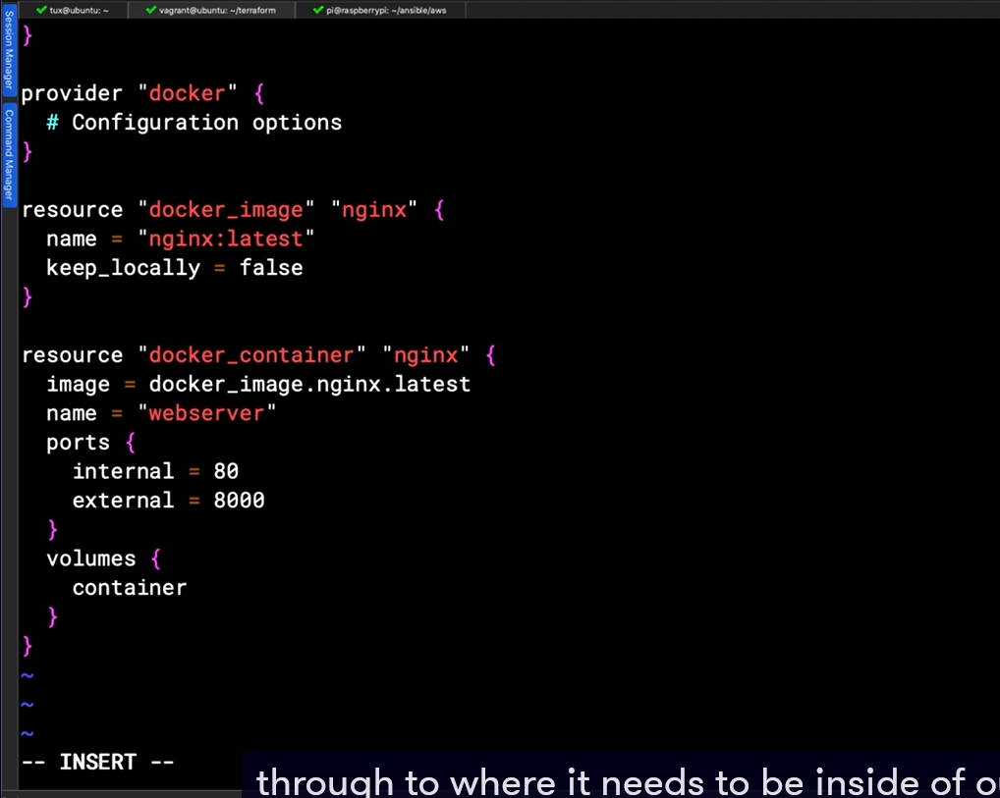 tux@ubuntu: ~
vagrant@ubuntu: ~/terraform
pi@raspberrypi: ~/ansible/aws
Session Manager
Command Manager
}
provider "docker" {
  # Configuration options
}
resource "docker_image" "nginx" {
  name = "nginx:latest"
  keep_locally = false
}
resource "docker_container" "nginx" {
  image = docker_image.nginx.latest
  name = "webserver"
  ports {
    internal = 80
    external = 8000
  }
  volumes {
    container
  }
}
~
~
~
-- INSERT --
through to where it needs to be inside of